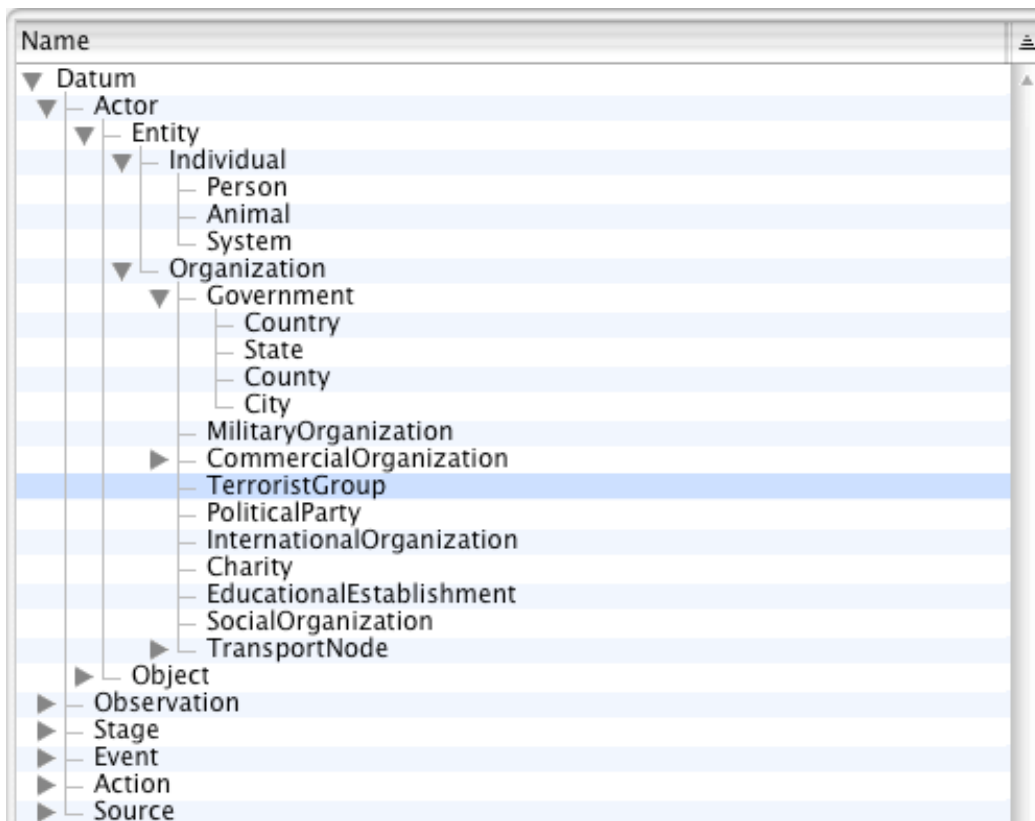 Name
Datum
Actor
Entity
Individual
Person
Animal
System
Organization
Government
Country
State
County
City
MilitaryOrganization
CommercialOrganization
TerroristGroup
PoliticalParty
InternationalOrganization
Charity
EducationalEstablishment
SocialOrganization
TransportNode
Object
Observation
Stage
Event
Action
Source